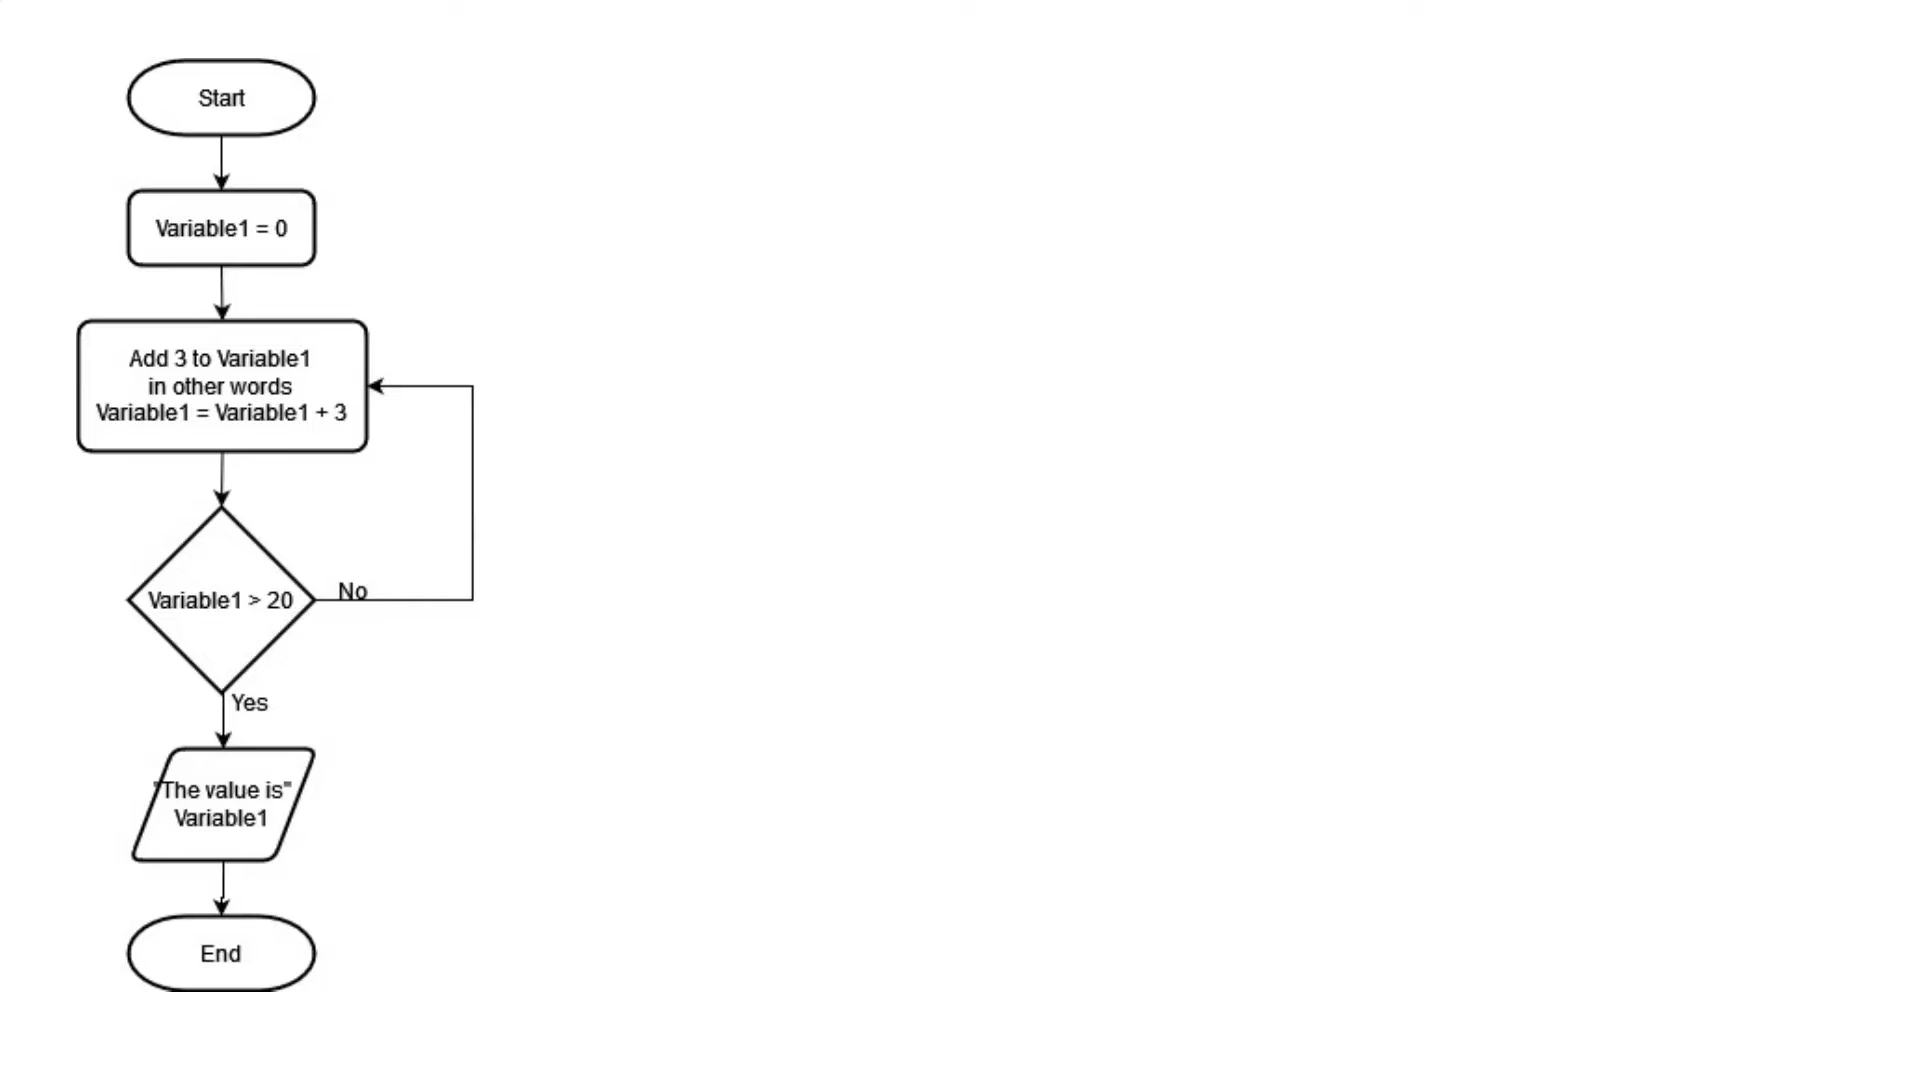 Start
Variable1 = 0
Add 3 to Variable1
in other words
Variable1 = Variable1 + 3
Variable1 > 20
No
Yes
"The value is"
Variable1
End